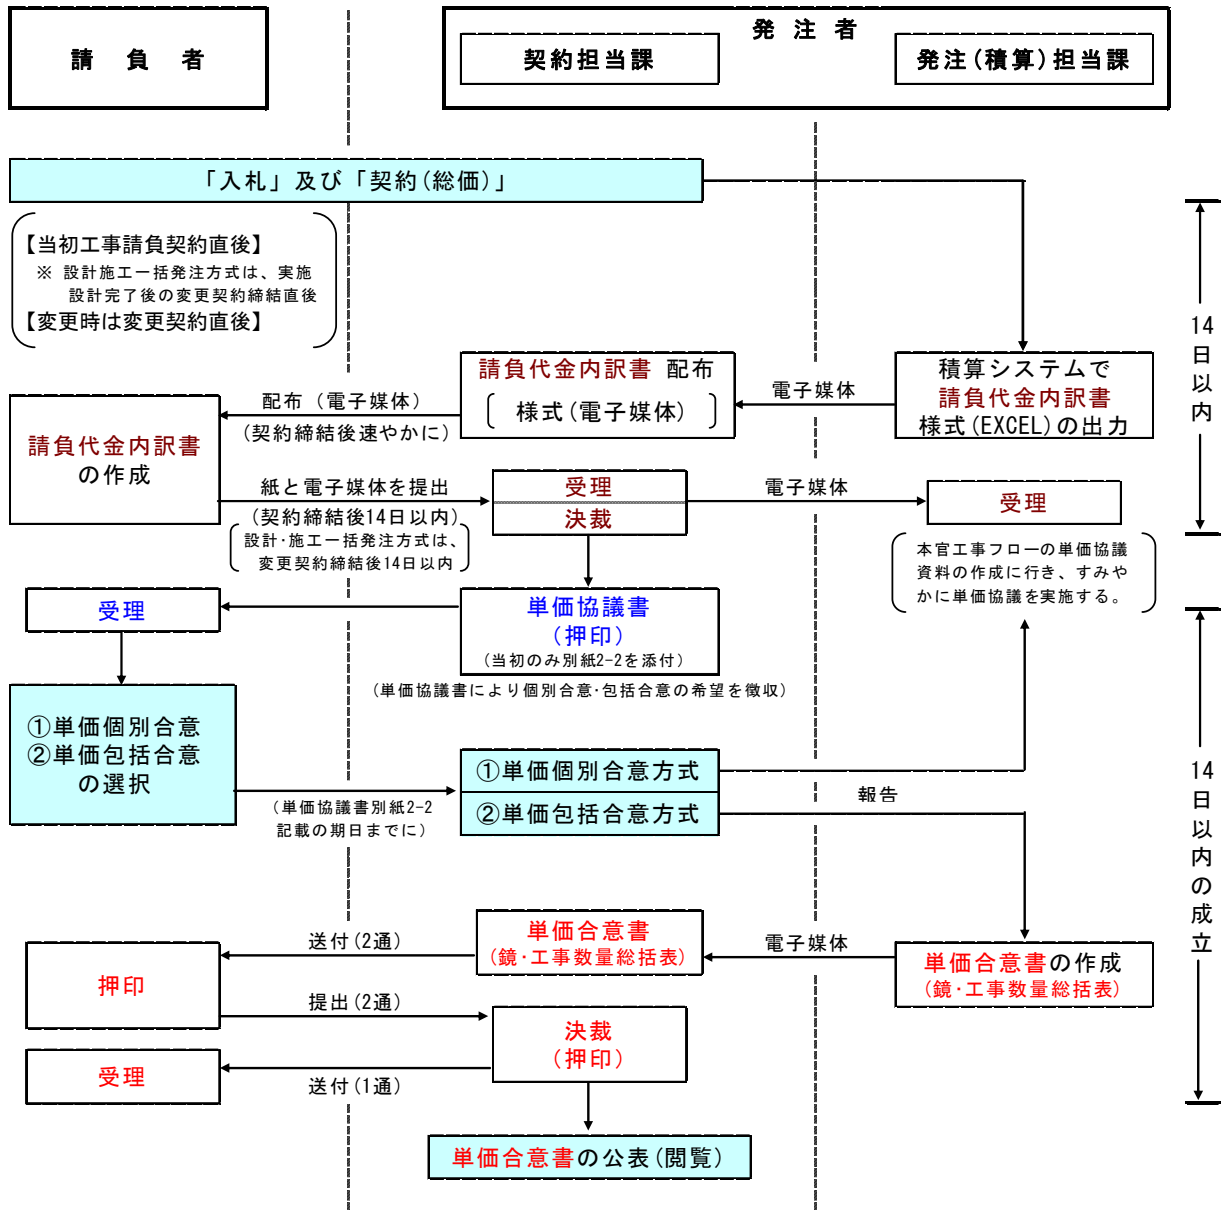 請負者
発注者
契約担当課
発注(積算)担当課
「入札」及び「契約(総価)」
【当初工事請負契約直後】
※ 設計施工一括発注方式は、実施
設計完了後の変更契約締結直後
【変更時は変更契約直後】
14日以内
請負代金内訳書 配布
様式(電子媒体)
電子媒体
積算システムで
請負代金内訳書
様式(EXCEL)の出力
配布(電子媒体)
(契約締結後速やかに)
請負代金内訳書
の作成
紙と電子媒体を提出
(契約締結後14日以内)
設計・施工一括発注方式は、
変更契約締結後14日以内
受理
決裁
電子媒体
受理
本官工事フローの単価協議
資料の作成に行き、すみや
かに単価協議を実施する。
受理
単価協議書
(押印)
(当初のみ別紙2-2を添付)
(単価協議書により個別合意・包括合意の希望を徴収)
①単価個別合意
②単価包括合意
の選択
(単価協議書別紙2-2
記載の期日までに)
①単価個別合意方式
②単価包括合意方式
報告
14日以内の成立
送付(2通)
単価合意書
(鏡・工事数量総括表)
電子媒体
単価合意書の作成
(鏡・工事数量総括表)
押印
提出(2通)
決裁
(押印)
受理
送付(1通)
単価合意書の公表(閲覧)